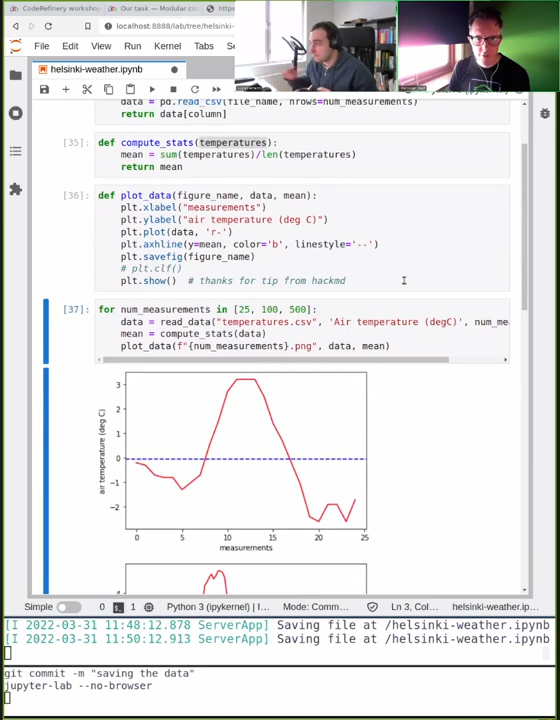 CodeRefinery workshop
Our task — Modular co
He
localhost:8888/lab/tree/helsinki-
File Edit View Run Kernel Tabs S
helsinki-weather.ipynb
data = pd.read_csv(file_name, nrows=num_measurements)
return data[column]
[35]: def compute_stats(temperatures):
mean = sum(temperatures)/len(temperatures)
return mean
[36]: def plot_data(figure_name, data, mean):
plt.xlabel("measurements")
plt.ylabel("air temperature (deg C)")
plt.plot(data, 'r-')
plt.axhline(y=mean, color='b', linestyle='--')
plt.savefig(figure_name)
# plt.clf()
plt.show() # thanks for tip from hackmd
[37]: for num_measurements in [25, 100, 500]:
data = read_data("temperatures.csv", 'Air temperature (degC)', num_me
mean = compute_stats(data)
plot_data(f"{num_measurements}.png", data, mean)
air temperature (deg C)
3
2
1
0
−1
−2
0 5 10 15 20 25
measurements
4
Simple 0 1 Python 3 (ipykernel) | I... Mode: Comm... Ln 3, Col... helsinki-weather.ip...
[I 2022-03-31 11:48:12.878 ServerApp] Saving file at /helsinki-weather.ipynb
[I 2022-03-31 11:50:12.913 ServerApp] Saving file at /helsinki-weather.ipynb
git commit -m "saving the data"
jupyter-lab --no-browser